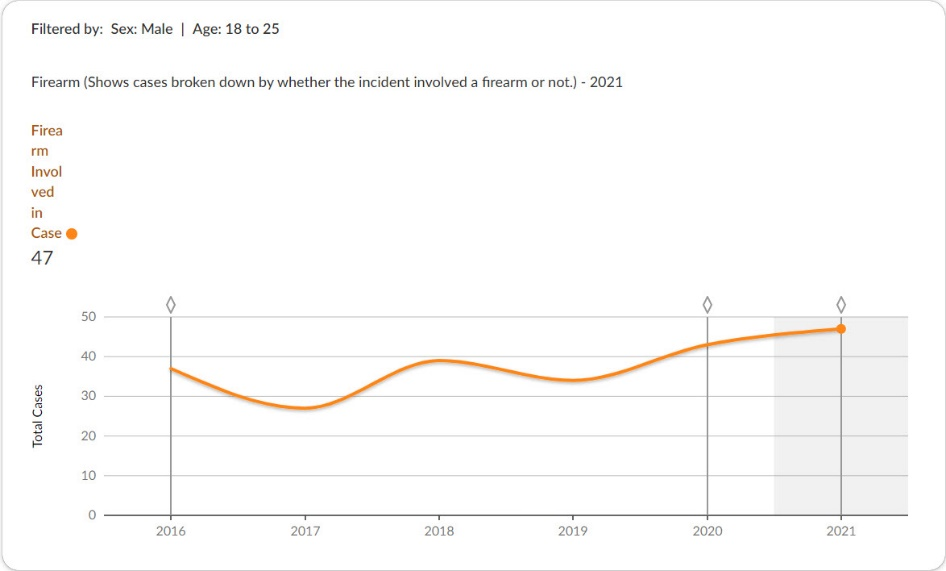 Filtered by: Sex: Male | Age: 18 to 25
Firearm (Shows cases broken down by whether the incident involved a firearm or not.) - 2021
Firea
rm
Invol
ved
in
Case
47
50
40
30
20
10
0
Total Cases
2016 2017 2018 2019 2020 2021